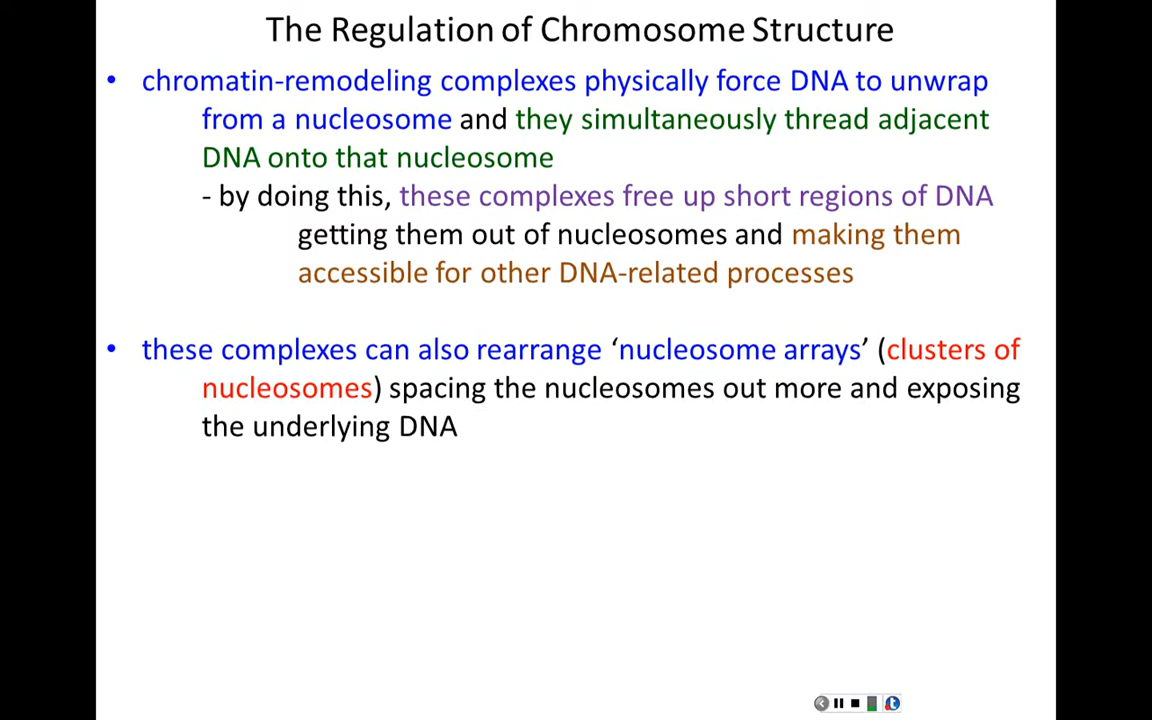 The Regulation of Chromosome Structure
• chromatin-remodeling complexes physically force DNA to unwrap
from a nucleosome and they simultaneously thread adjacent
DNA onto that nucleosome
- by doing this, these complexes free up short regions of DNA
getting them out of nucleosomes and making them
accessible for other DNA-related processes
• these complexes can also rearrange ‘nucleosome arrays’ (clusters of
nucleosomes) spacing the nucleosomes out more and exposing
the underlying DNA